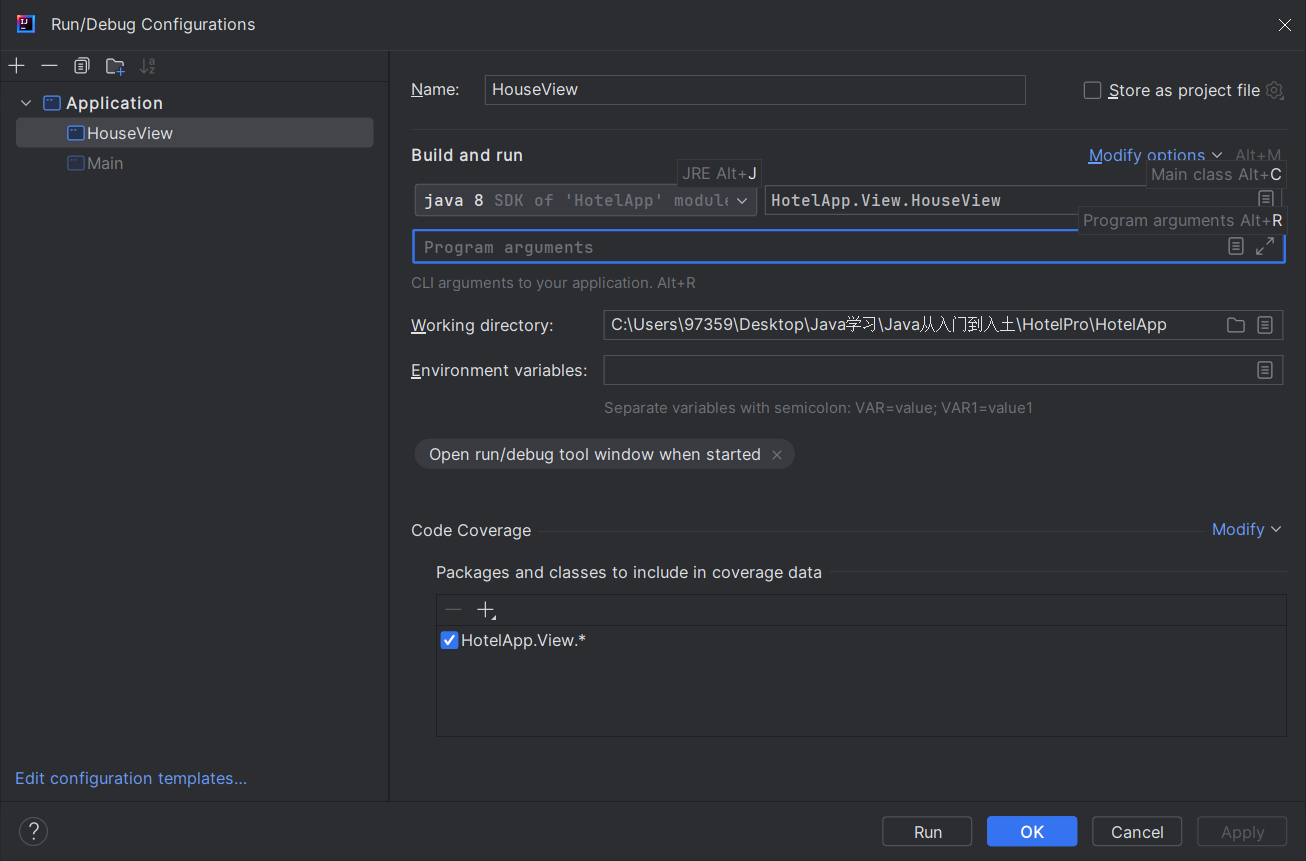 Run/Debug Configurations
Application
HouseView
Main
Edit configuration templates...
Name: HouseView Store as project file
Build and run Modify options Alt+M
JRE Alt+J Main class Alt+C
java 8 SDK of 'HotelApp' module HotelApp.View.HouseView
Program arguments Alt+R
Program arguments
CLI arguments to your application. Alt+R
Working directory: C:\Users\97359\Desktop\Java学习\Java从入门到入土\HotelPro\HotelApp
Environment variables:
Separate variables with semicolon: VAR=value; VAR1=value1
Open run/debug tool window when started
Code Coverage Modify
Packages and classes to include in coverage data
HotelApp.View.*
? Run OK Cancel Apply